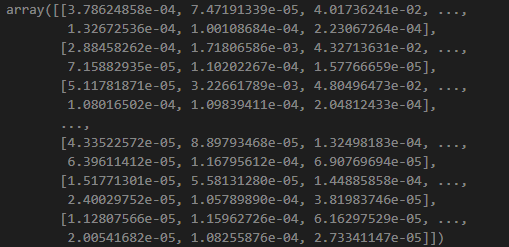 array([[3.78624858e-04, 7.47191339e-05, 4.01736241e-02, ...,
1.32672536e-04, 1.00108684e-04, 2.23067264e-04],
[2.88458262e-04, 1.71806586e-03, 4.32713631e-02, ...,
7.15882935e-05, 1.10202267e-04, 1.57766659e-05],
[5.11781871e-05, 3.22661789e-03, 4.80496473e-02, ...,
1.08016502e-04, 1.09839411e-04, 2.04812433e-04],
...,
[4.33522572e-05, 8.89793468e-05, 1.32498183e-04, ...,
6.39611412e-05, 1.16795612e-04, 6.90769694e-05],
[1.51771301e-05, 5.58131280e-05, 1.44885858e-04, ...,
2.40029752e-05, 1.05789890e-04, 3.81983746e-05],
[1.12807566e-05, 1.15962726e-04, 6.16297529e-05, ...,
2.00541682e-05, 1.08255876e-04, 2.73341147e-05]])